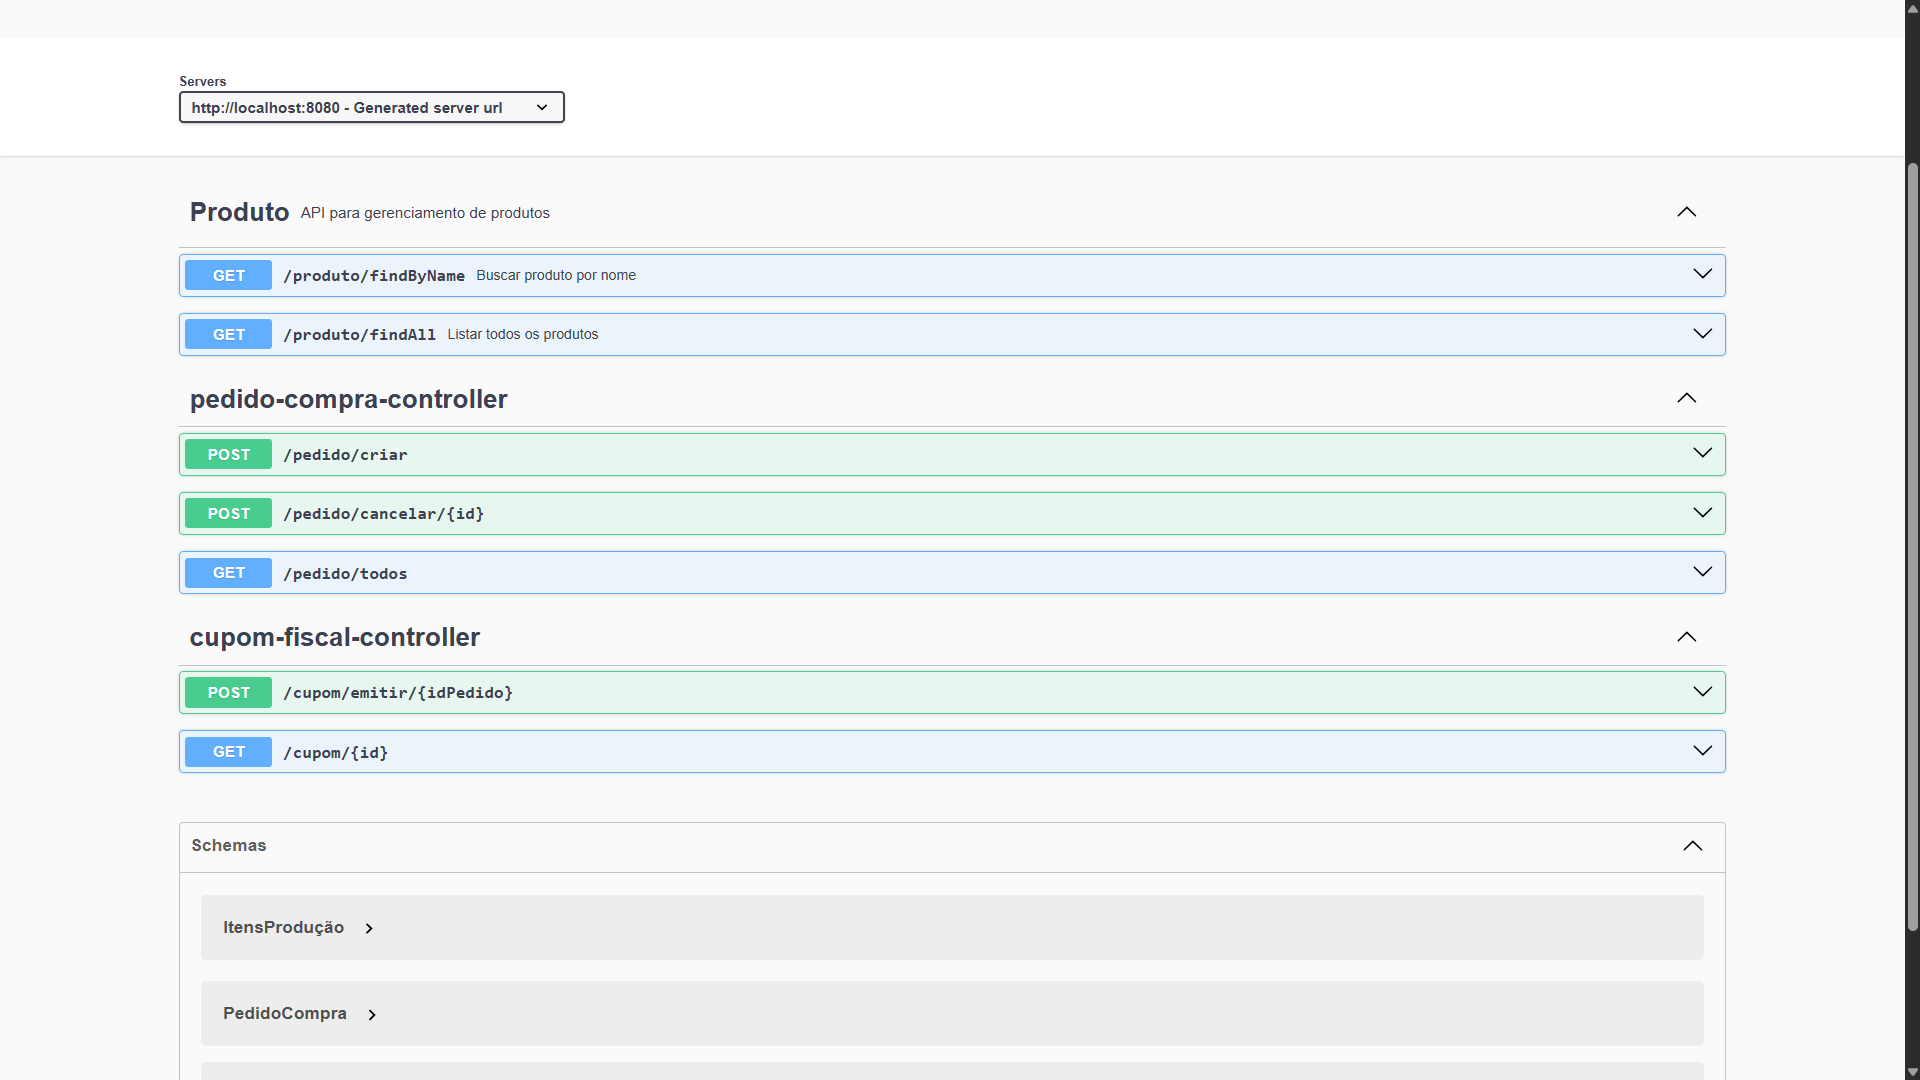 Servers
http://localhost:8080 - Generated server url
Produto API para gerenciamento de produtos
GET /produto/findByName Buscar produto por nome
GET /produto/findAll Listar todos os produtos
pedido-compra-controller
POST /pedido/criar
POST /pedido/cancelar/{id}
GET /pedido/todos
cupom-fiscal-controller
POST /cupom/emitir/{idPedido}
GET /cupom/{id}
Schemas
ItensProdução
PedidoCompra